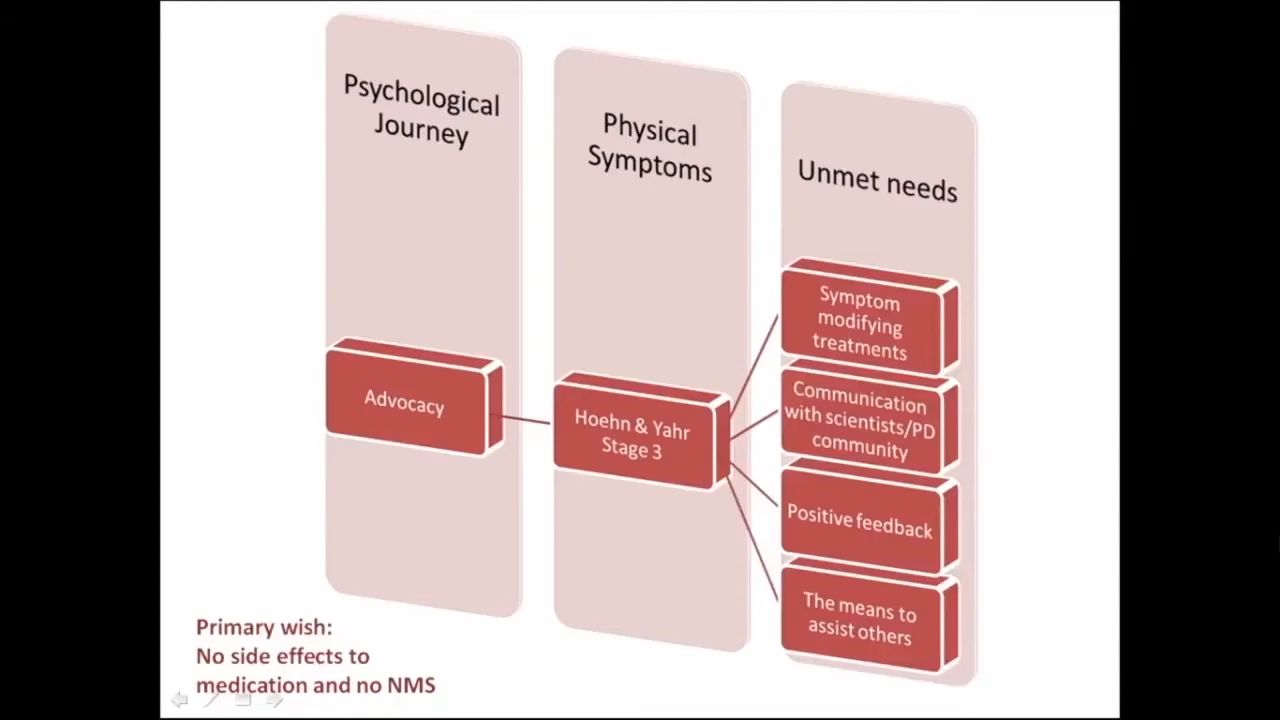 Psychological
Journey
Physical
Symptoms
Unmet needs
Advocacy
Hoehn & Yahr
Stage 3
Symptom
modifying
treatments
Communication
with scientists/PD
community
Positive feedback
The means to
assist others
Primary wish:
No side effects to
medication and no NMS